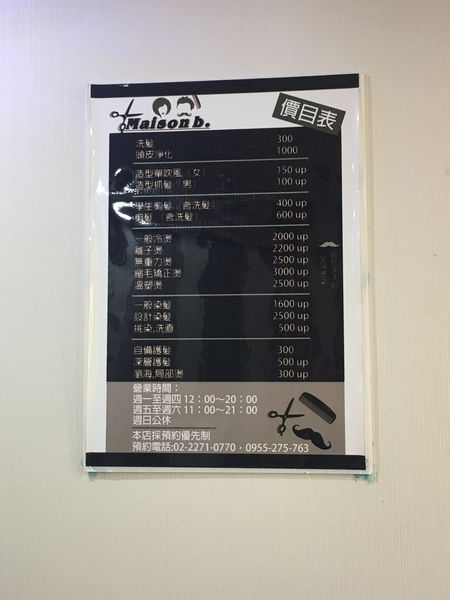 Maison b.
價目表
洗髮 300
頭皮淨化 1000
造型單吹風（女） 150 up
造型抓髮（男） 100 up
學生剪髮（含洗髮） 400 up
剪髮（含洗髮） 600 up
一般冷燙 2000 up
離子燙 2200 up
無重力燙 2500 up
縮毛矯正燙 3000 up
溫塑燙 2500 up
一般染髮 1600 up
設計染髮 2500 up
挑染.洗直 500 up
自備護髮 300
深層護髮 500 up
瀏海.局部燙 300 up
營業時間：
週一至週四 12：00～20：00
週五至週六 11：00～21：00
週日公休
本店採預約優先制
預約電話:02-2271-0770，0955-275-763